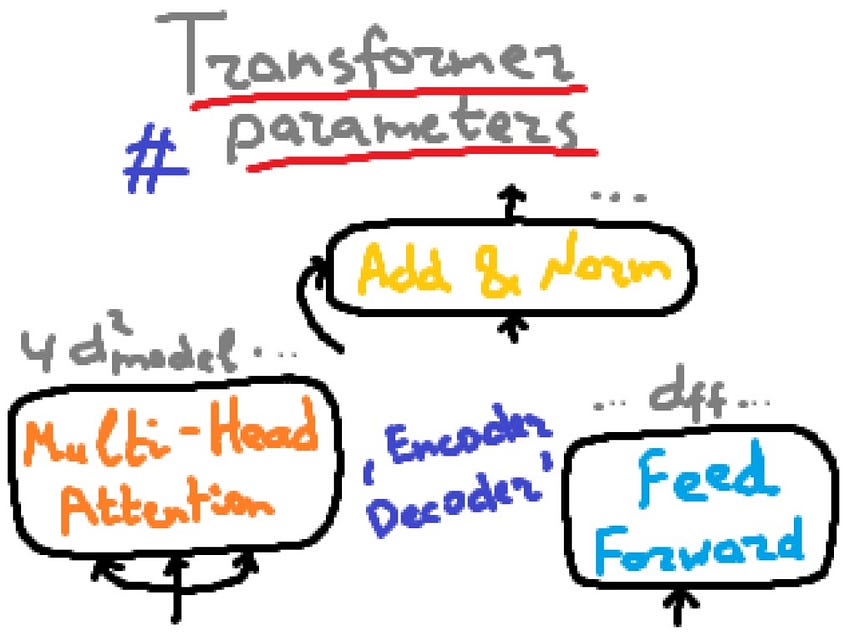 Transformer
# parameters
...
Add & Norm
4 d²model ...
Multi-Head
Attention
'Encoder
Decoder'
... dff ...
Feed
Forward